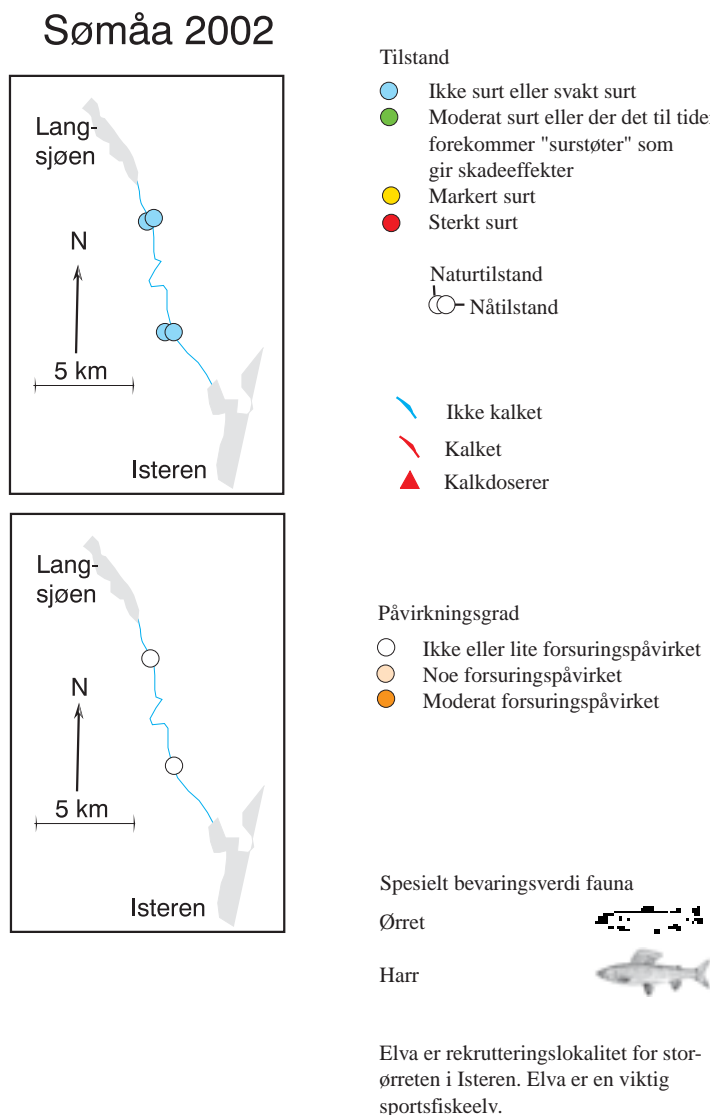 Sømåa 2002
Lang-
sjøen
N
5 km
Isteren
Lang-
sjøen
N
5 km
Isteren
Tilstand
Ikke surt eller svakt surt
Moderat surt eller der det til tide
forekommer "surstøter" som
gir skadeeffekter
Markert surt
Sterkt surt
Naturtilstand
Nåtilstand
Ikke kalket
Kalket
Kalkdoserer
Påvirkningsgrad
Ikke eller lite forsuringspåvirket
Noe forsuringspåvirket
Moderat forsuringspåvirket
Spesielt bevaringsverdi fauna
Ørret
Harr
Elva er rekrutteringslokalitet for stor-
ørreten i Isteren. Elva er en viktig
sportsfiskeelv.